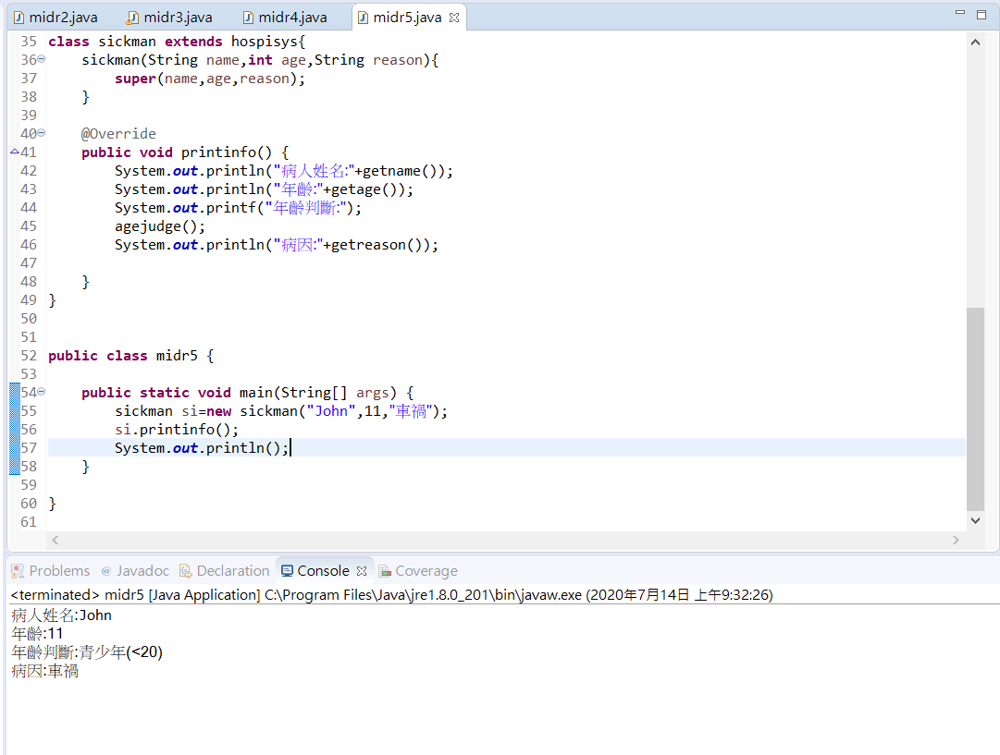 midr2.java midr3.java midr4.java midr5.java
35 class sickman extends hospisys{
36 sickman(String name,int age,String reason){
37 super(name,age,reason);
38 }
39
40 @Override
41 public void printinfo() {
42 System.out.println("病人姓名:"+getname());
43 System.out.println("年齡:"+getage());
44 System.out.printf("年齡判斷:");
45 agejudge();
46 System.out.println("病因:"+getreason());
47
48 }
49 }
50
51
52 public class midr5 {
53
54 public static void main(String[] args) {
55 sickman si=new sickman("John",11,"車禍");
56 si.printinfo();
57 System.out.println();
58 }
59
60 }
61
Problems @ Javadoc Declaration Console Coverage
<terminated> midr5 [Java Application] C:\Program Files\Java\jre1.8.0_201\bin\javaw.exe (2020年7月14日 上午9:32:26)
病人姓名:John
年齡:11
年齡判斷:青少年(<20)
病因:車禍